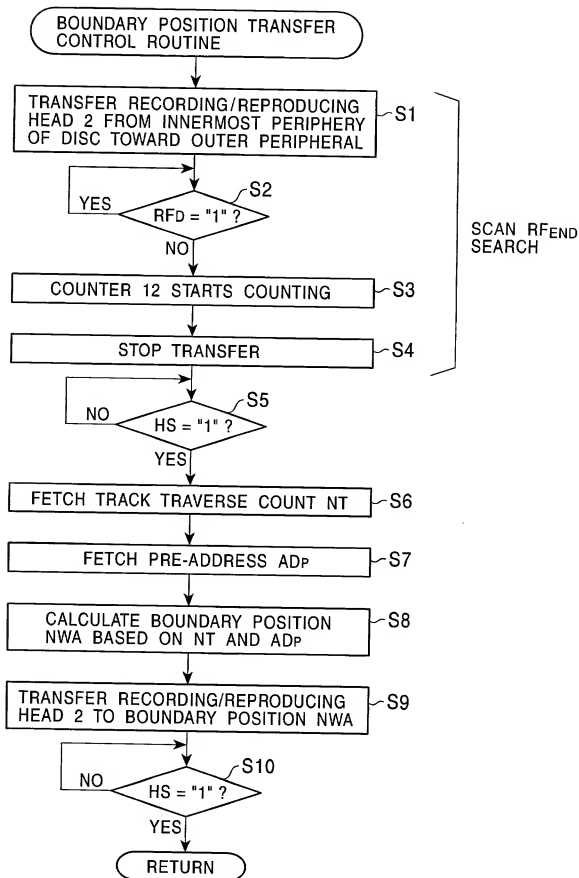 BOUNDARY POSITION TRANSFER
CONTROL ROUTINE
TRANSFER RECORDING/REPRODUCING
HEAD 2 FROM INNERMOST PERIPHERY
OF DISC TOWARD OUTER PERIPHERAL
S1
S2
YES
RFD = "1" ?
NO
SCAN RFEND
SEARCH
COUNTER 12 STARTS COUNTING
S3
STOP TRANSFER
S4
S5
NO
HS = "1" ?
YES
FETCH TRACK TRAVERSE COUNT NT
S6
FETCH PRE-ADDRESS ADP
S7
CALCULATE BOUNDARY POSITION
NWA BASED ON NT AND ADP
S8
TRANSFER RECORDING/REPRODUCING
HEAD 2 TO BOUNDARY POSITION NWA
S9
S10
NO
HS = "1" ?
YES
RETURN